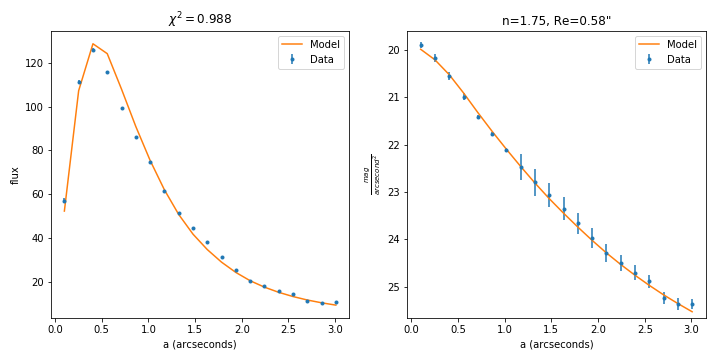 χ² = 0.988
Model
Data
flux
120
100
80
60
40
20
0.0 0.5 1.0 1.5 2.0 2.5 3.0
a (arcseconds)
n=1.75, Re=0.58"
Model
Data
mag
arcsecond²
20
21
22
23
24
25
0.0 0.5 1.0 1.5 2.0 2.5 3.0
a (arcseconds)